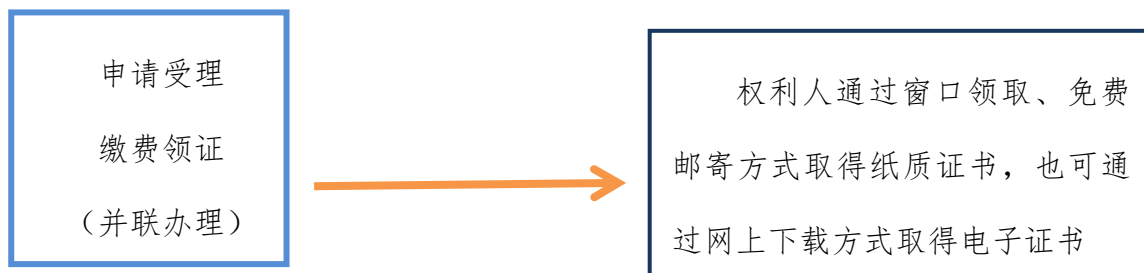 申请受理
缴费领证
（并联办理）
权利人通过窗口领取、免费
邮寄方式取得纸质证书，也可通
过网上下载方式取得电子证书